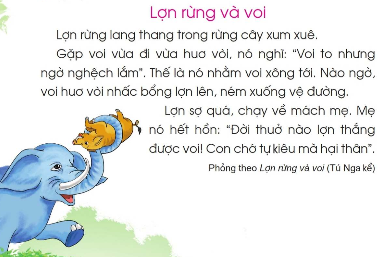 Lợn rừng và voi
Lợn rừng lang thang trong rừng cây xum xuê.
Gặp voi vừa đi vừa huơ vòi, nó nghĩ: “Voi to nhưng
ngờ nghệch lắm”. Thế là nó nhằm voi xông tới. Nào ngờ,
voi huơ vòi nhấc bổng lợn lên, ném xuống vệ đường.
Lợn sợ quá, chạy về mách mẹ. Mẹ
nó hết hồn: “Đời thuở nào lợn thắng
được voi! Con chớ tự kiêu mà hại thân”.
Phỏng theo Lợn rừng và voi (Tú Nga kể)